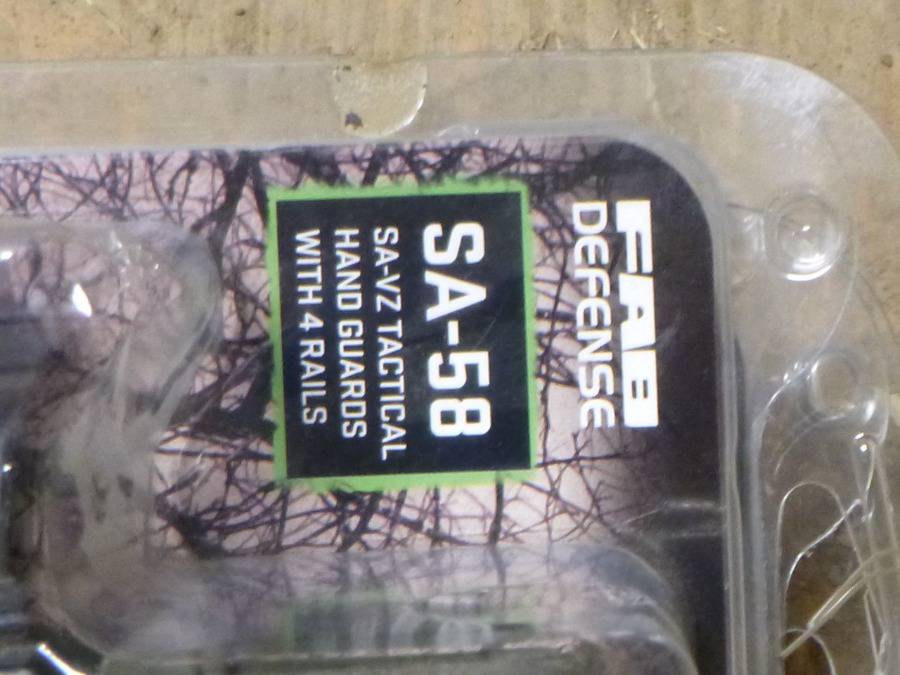 FAB
DEFENSE
SA-58
SA-VZ TACTICAL
HAND GUARDS
WITH 4 RAILS